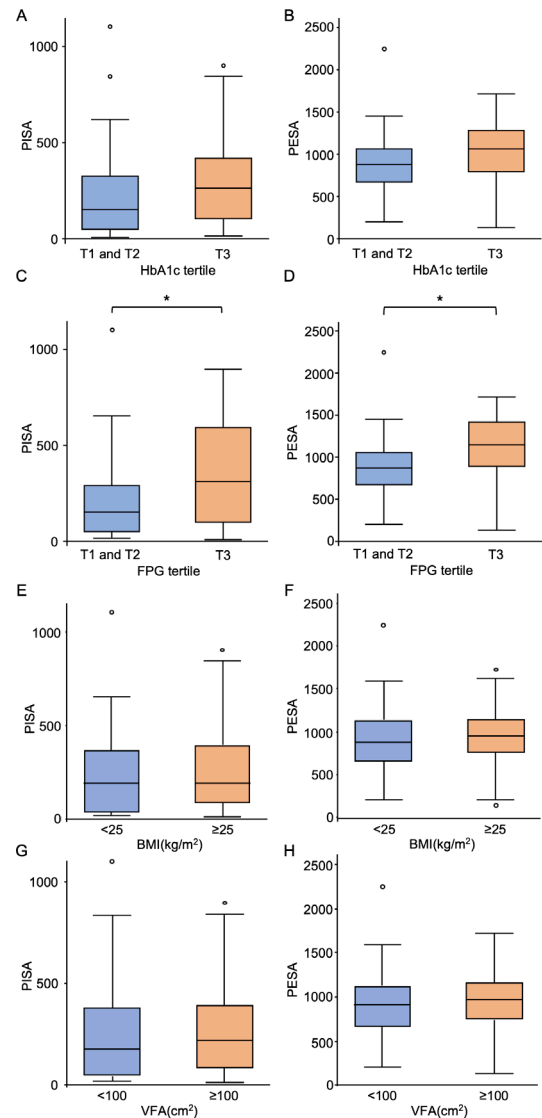 A
PISA
1000
500
0
T1 and T2
T3
HbA1c tertile
B
PESA
2500
2000
1500
1000
500
0
T1 and T2
T3
HbA1c tertile
C
*
PISA
1000
500
0
T1 and T2
T3
FPG tertile
D
*
PESA
2500
2000
1500
1000
500
0
T1 and T2
T3
FPG tertile
E
PISA
1000
500
0
<25
≥25
BMI(kg/m²)
F
PESA
2500
2000
1500
1000
500
0
<25
≥25
BMI(kg/m²)
G
PISA
1000
500
0
<100
≥100
VFA(cm²)
H
PESA
2500
2000
1500
1000
500
0
<100
≥100
VFA(cm²)